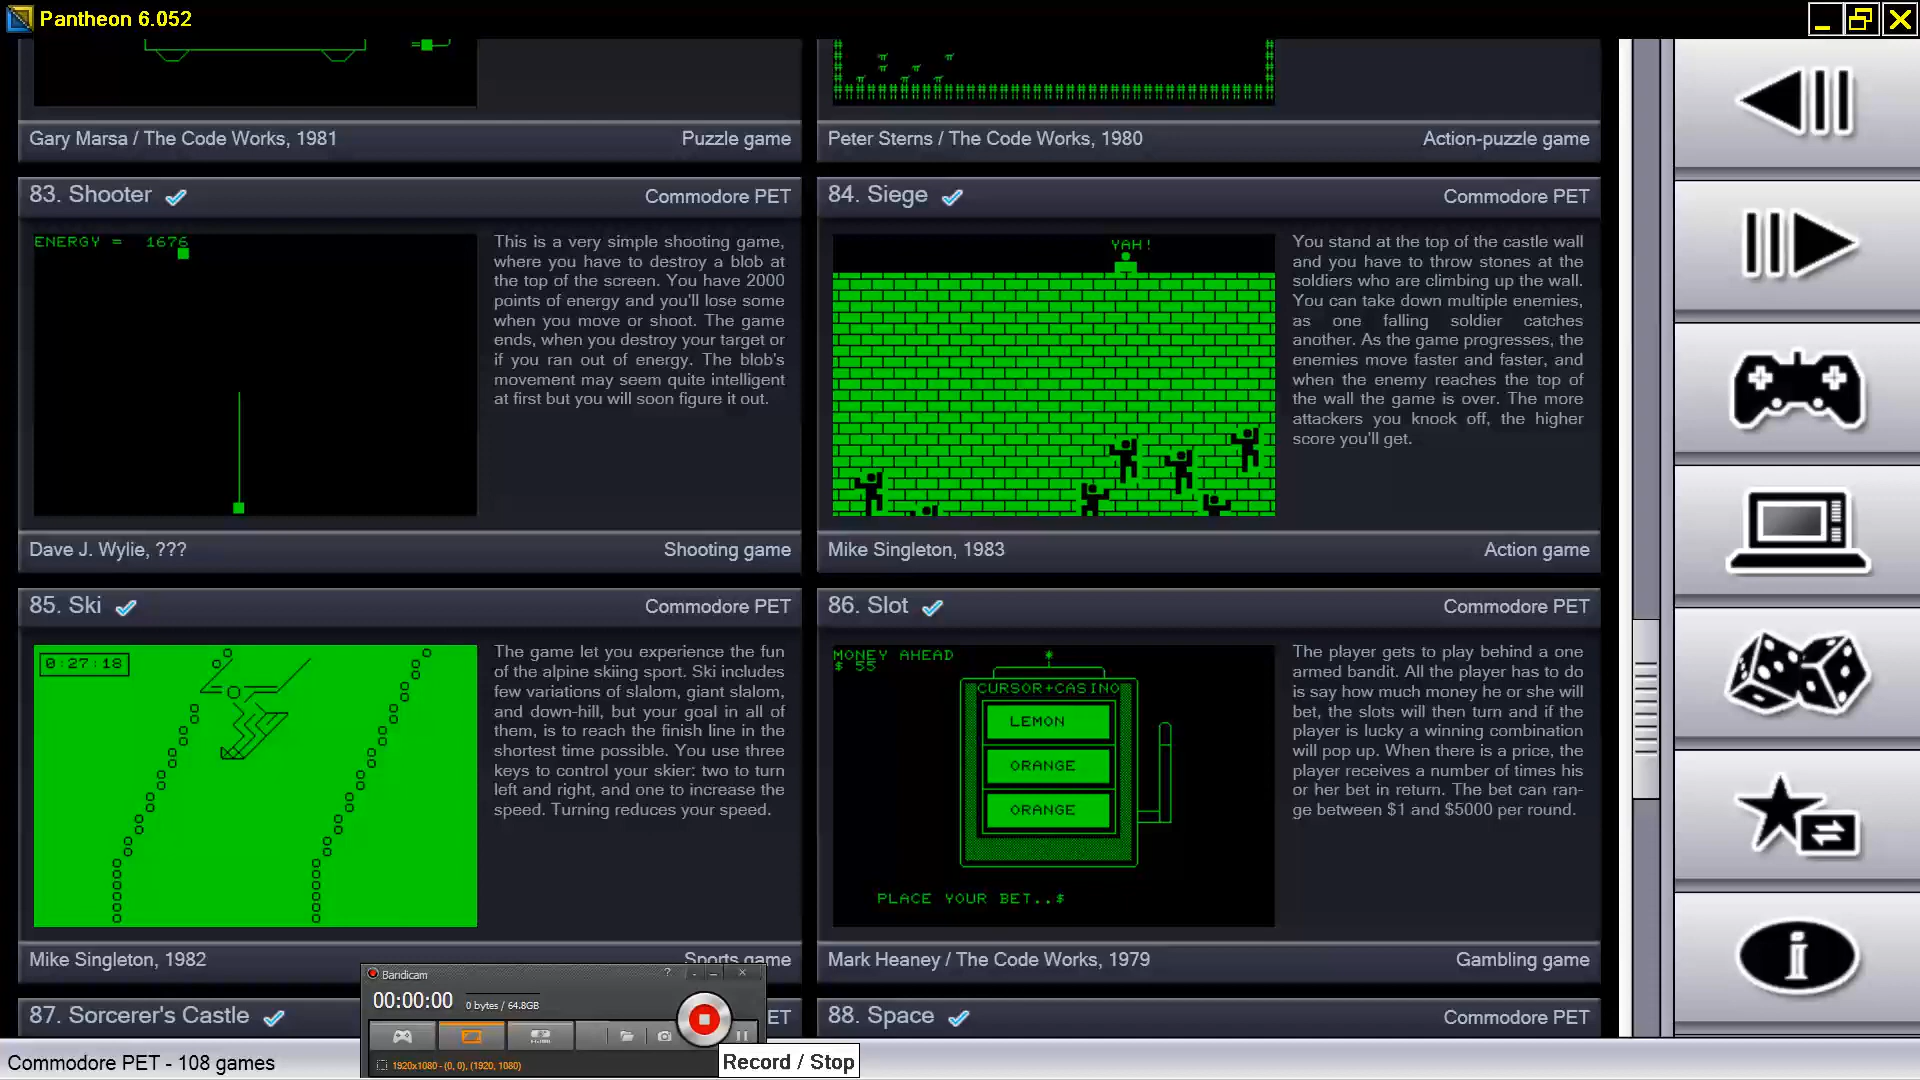 Pantheon 6.052
Gary Marsa / The Code Works, 1981
Puzzle game
Peter Sterns / The Code Works, 1980
Action-puzzle game
83. Shooter
Commodore PET
ENERGY = 1676
This is a very simple shooting game,
where you have to destroy a blob at
the top of the screen. You have 2000
points of energy and you'll lose some
when you move or shoot. The game
ends, when you destroy your target or
if you ran out of energy. The blob's
movement may seem quite intelligent
at first but you will soon figure it out.
Dave J. Wylie, ???
Shooting game
84. Siege
Commodore PET
YAH!
You stand at the top of the castle wall
and you have to throw stones at the
soldiers who are climbing up the wall.
You can take down multiple enemies,
as one falling soldier catches
another. As the game progresses, the
enemies move faster and faster, and
when the enemy reaches the top of
the wall the game is over. The more
attackers you knock off, the higher
score you'll get.
Mike Singleton, 1983
Action game
85. Ski
Commodore PET
0:27:18
The game let you experience the fun
of the alpine skiing sport. Ski includes
few variations of slalom, giant slalom,
and down-hill, but your goal in all of
them, is to reach the finish line in the
shortest time possible. You use three
keys to control your skier: two to turn
left and right, and one to increase the
speed. Turning reduces your speed.
Mike Singleton, 1982
Sports game
86. Slot
Commodore PET
MONEY AHEAD
$ 55
CURSOR+CASINO
LEMON
ORANGE
ORANGE
PLACE YOUR BET..$
The player gets to play behind a one
armed bandit. All the player has to do
is say how much money he or she will
bet, the slots will then turn and if the
player is lucky a winning combination
will pop up. When there is a price, the
player receives a number of times his
or her bet in return. The bet can ran-
ge between $1 and $5000 per round.
Mark Heaney / The Code Works, 1979
Gambling game
87. Sorcerer's Castle
ET
88. Space
Commodore PET
Bandicam
00:00:00
0 bytes / 64.8GB
1920x1080 - (0, 0), (1920, 1080)
Record / Stop
Commodore PET - 108 games